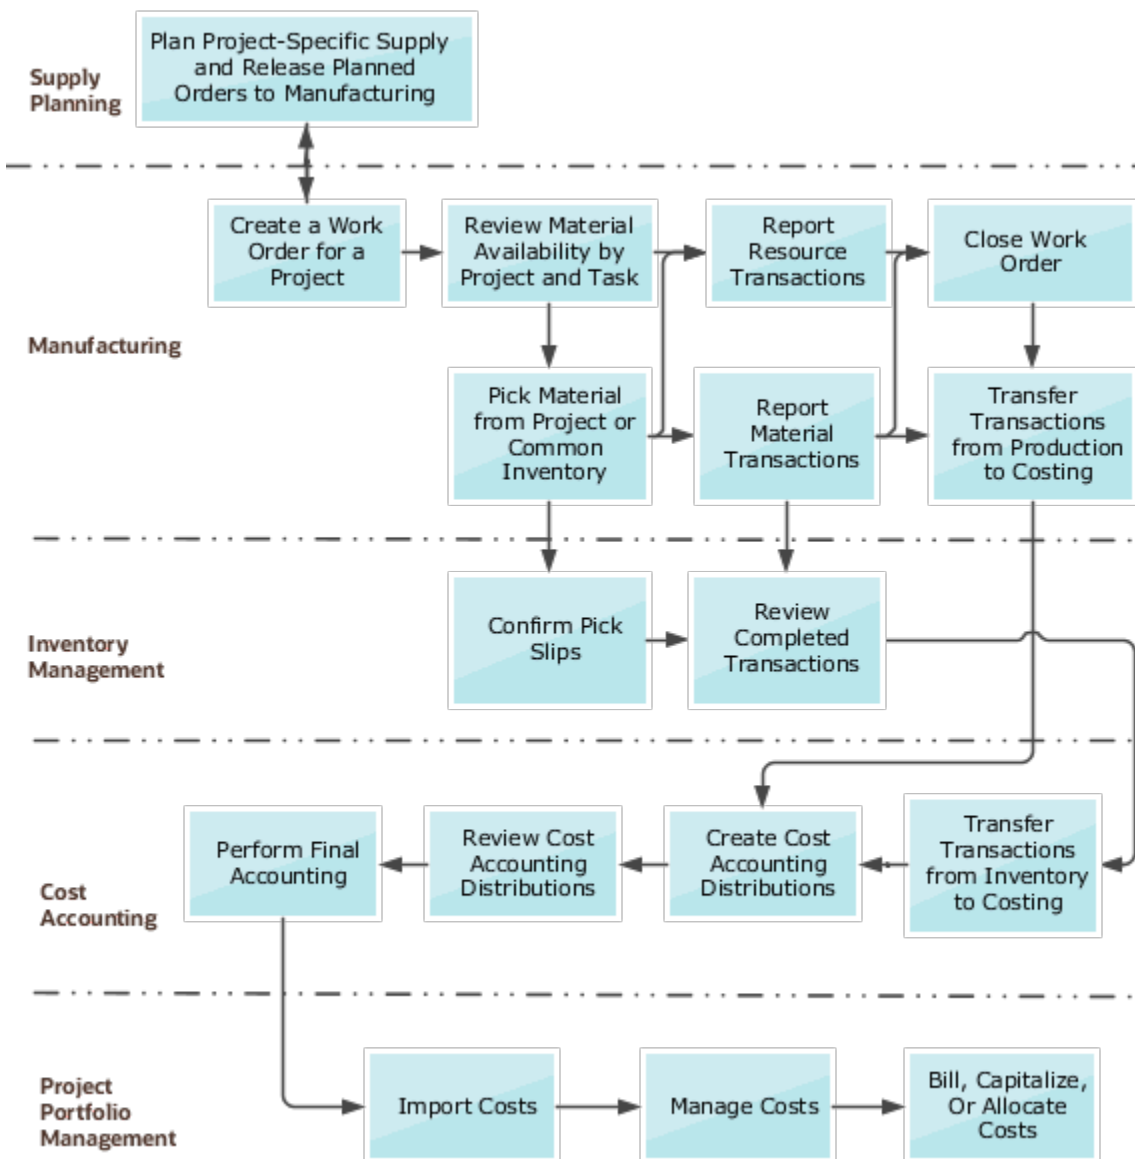 Supply
Planning
Plan Project-Specific Supply
and Release Planned
Orders to Manufacturing
Manufacturing
Create a Work
Order for a
Project
Review Material
Availability by
Project and Task
Report
Resource
Transactions
Close Work
Order
Pick Material
from Project or
Common
Inventory
Report
Material
Transactions
Transfer
Transactions
from Production
to Costing
Inventory
Management
Confirm Pick
Slips
Review
Completed
Transactions
Cost
Accounting
Perform Final
Accounting
Review Cost
Accounting
Distributions
Create Cost
Accounting
Distributions
Transfer
Transactions
from Inventory
to Costing
Project
Portfolio
Management
Import Costs
Manage Costs
Bill, Capitalize,
Or Allocate
Costs